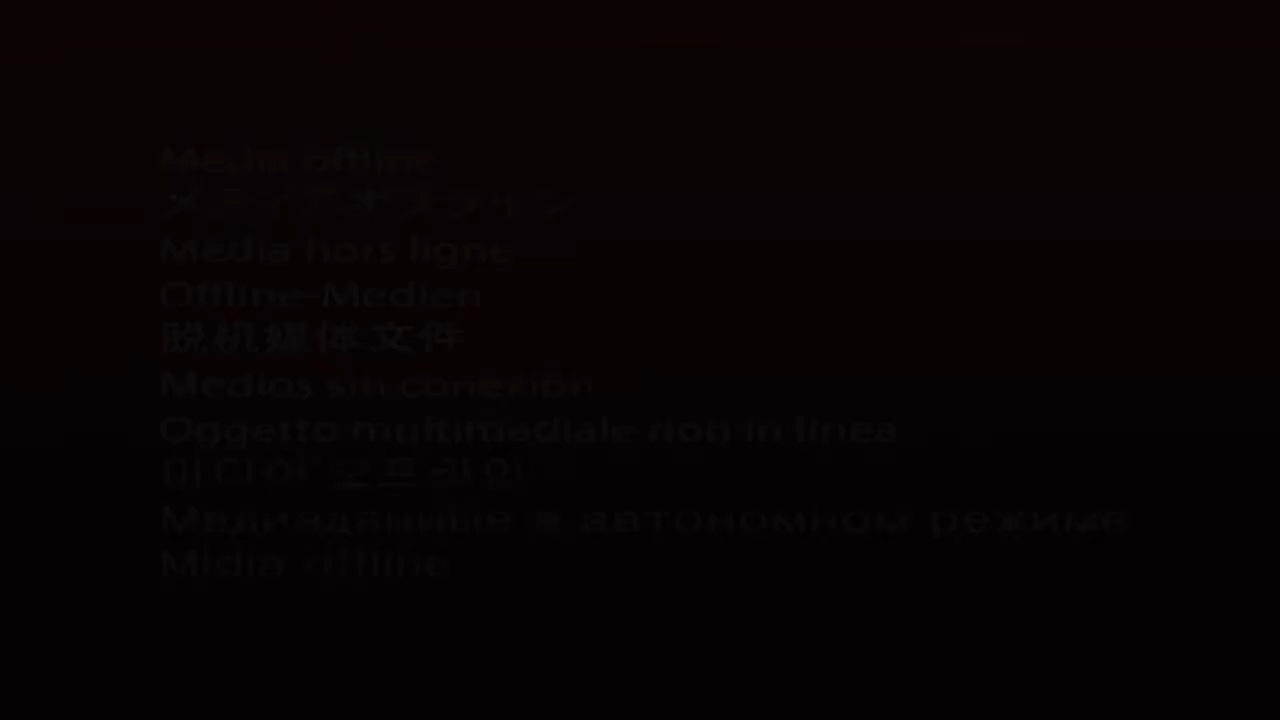 Media offline
メディアオフライン
Media hors ligne
Offline-Medien
脱机媒体文件
Medios sin conexión
Oggetto multimediale non in linea
미디어 오프라인
Медиаданные в автономном режиме
Mídia offline